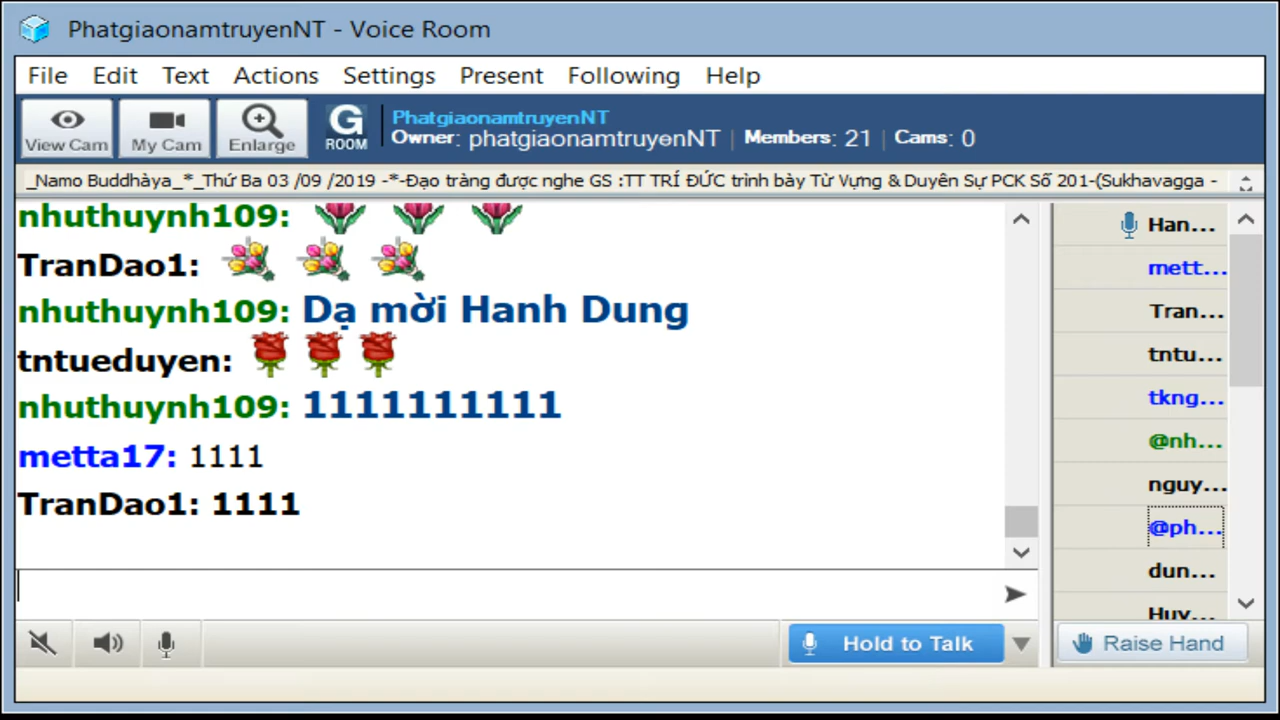 PhatgiaonamtruyenNT - Voice Room
File Edit Text Actions Settings Present Following Help
View Cam My Cam Enlarge G ROOM
PhatgiaonamtruyenNT
Owner: phatgiaonamtruyenNT | Members: 21 | Cams: 0
_Namo Buddhàya_*_Thứ Ba 03 /09 /2019 -*-Đạo tràng được nghe GS :TT TRÍ ĐỨC trình bày Từ Vựng & Duyên Sự PCK Số 201-(Sukhavagga -
nhuthuynh109:
TranDao1:
nhuthuynh109: Dạ mời Hanh Dung
tntueduyen:
nhuthuynh109: 1111111111
metta17: 1111
TranDao1: 1111
Han...
mett...
Tran...
tntu...
tkng...
@nh...
nguy...
@ph...
dun...
Huy...
Hold to Talk
Raise Hand